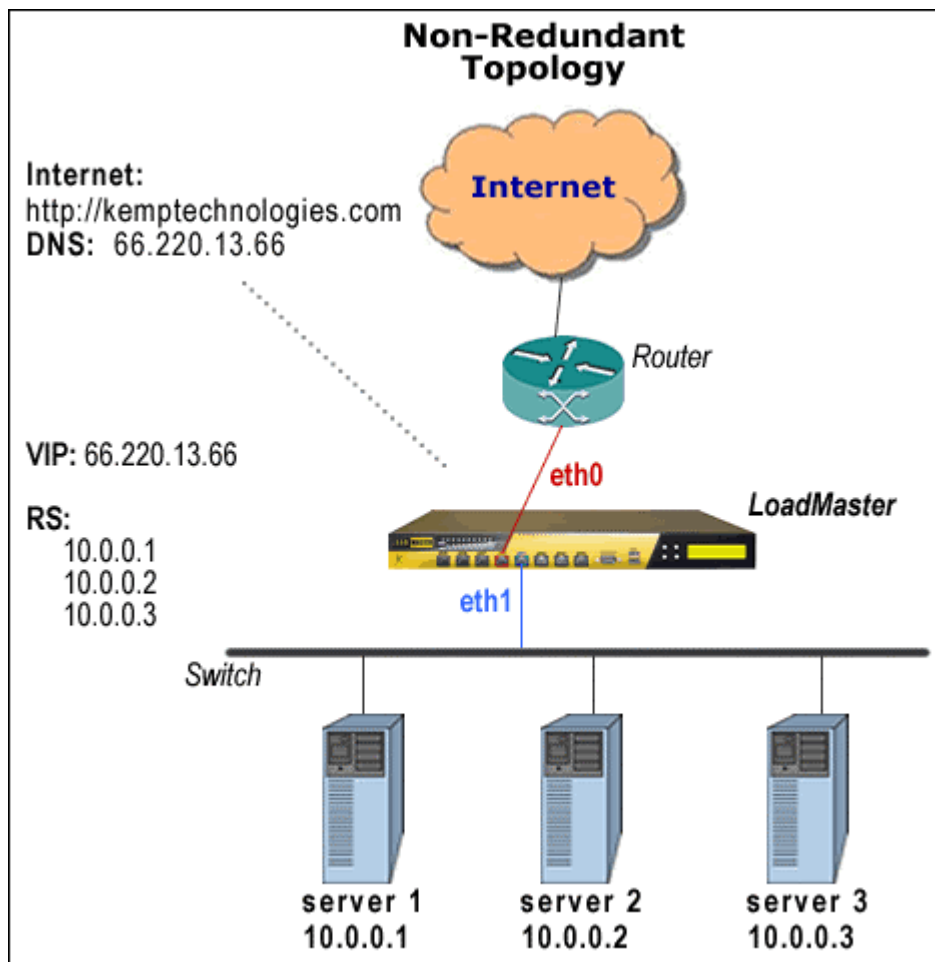 Non-Redundant
Topology
Internet
Internet:
http://kemptechnologies.com
DNS: 66.220.13.66
Router
VIP: 66.220.13.66
eth0
LoadMaster
RS:
10.0.0.1
10.0.0.2
10.0.0.3
eth1
Switch
server 1
10.0.0.1
server 2
10.0.0.2
server 3
10.0.0.3